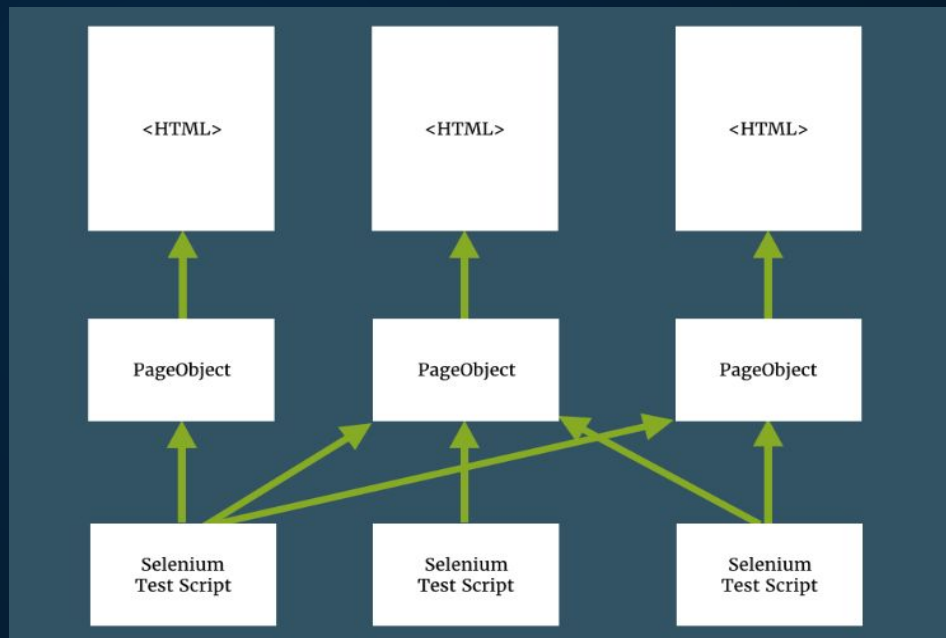 <HTML>
<HTML>
<HTML>
PageObject
PageObject
PageObject
Selenium
Test Script
Selenium
Test Script
Selenium
Test Script